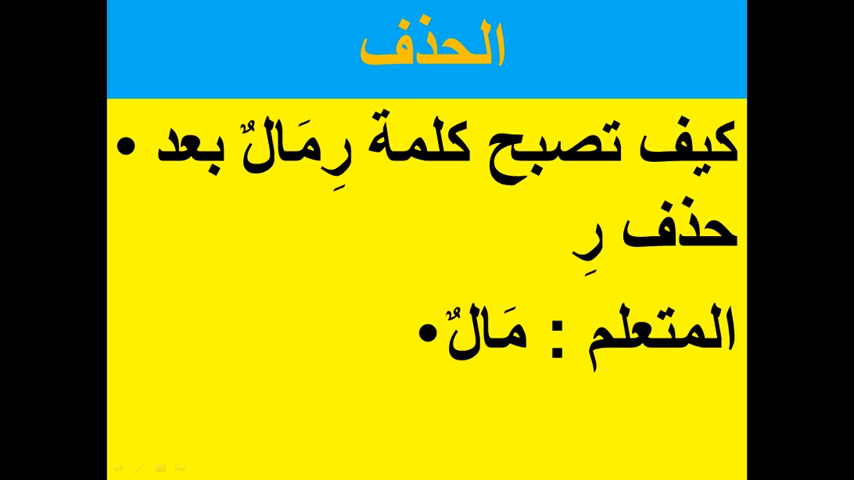 الحذف
كيف تصبح كلمة رِمَالٌ بعد •
حذف رِ
المتعلم : مَالٌ•